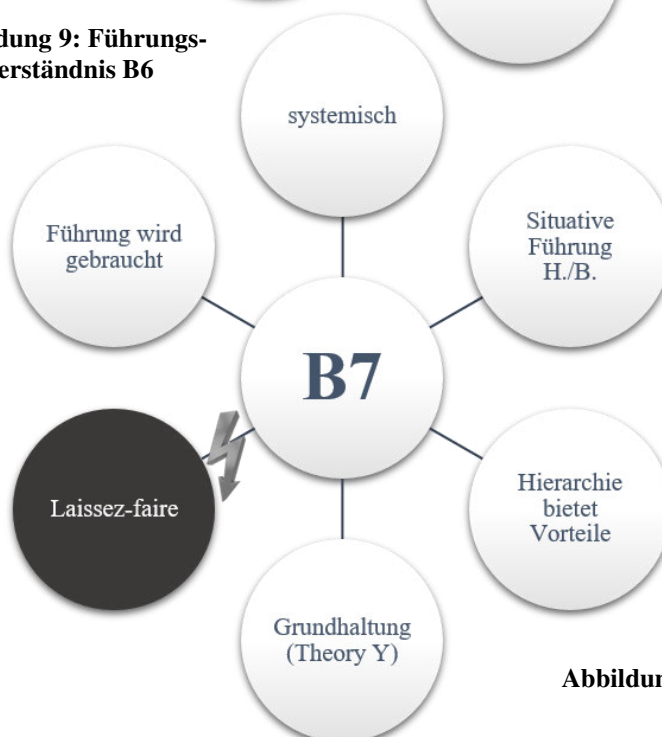 dung 9: Führungs-
erständnis B6
systemisch
Führung wird
gebraucht
Situative
Führung
H./B.
B7
Laissez-faire
Hierarchie
bietet
Vorteile
Grundhaltung
(Theory Y)
Abbildun